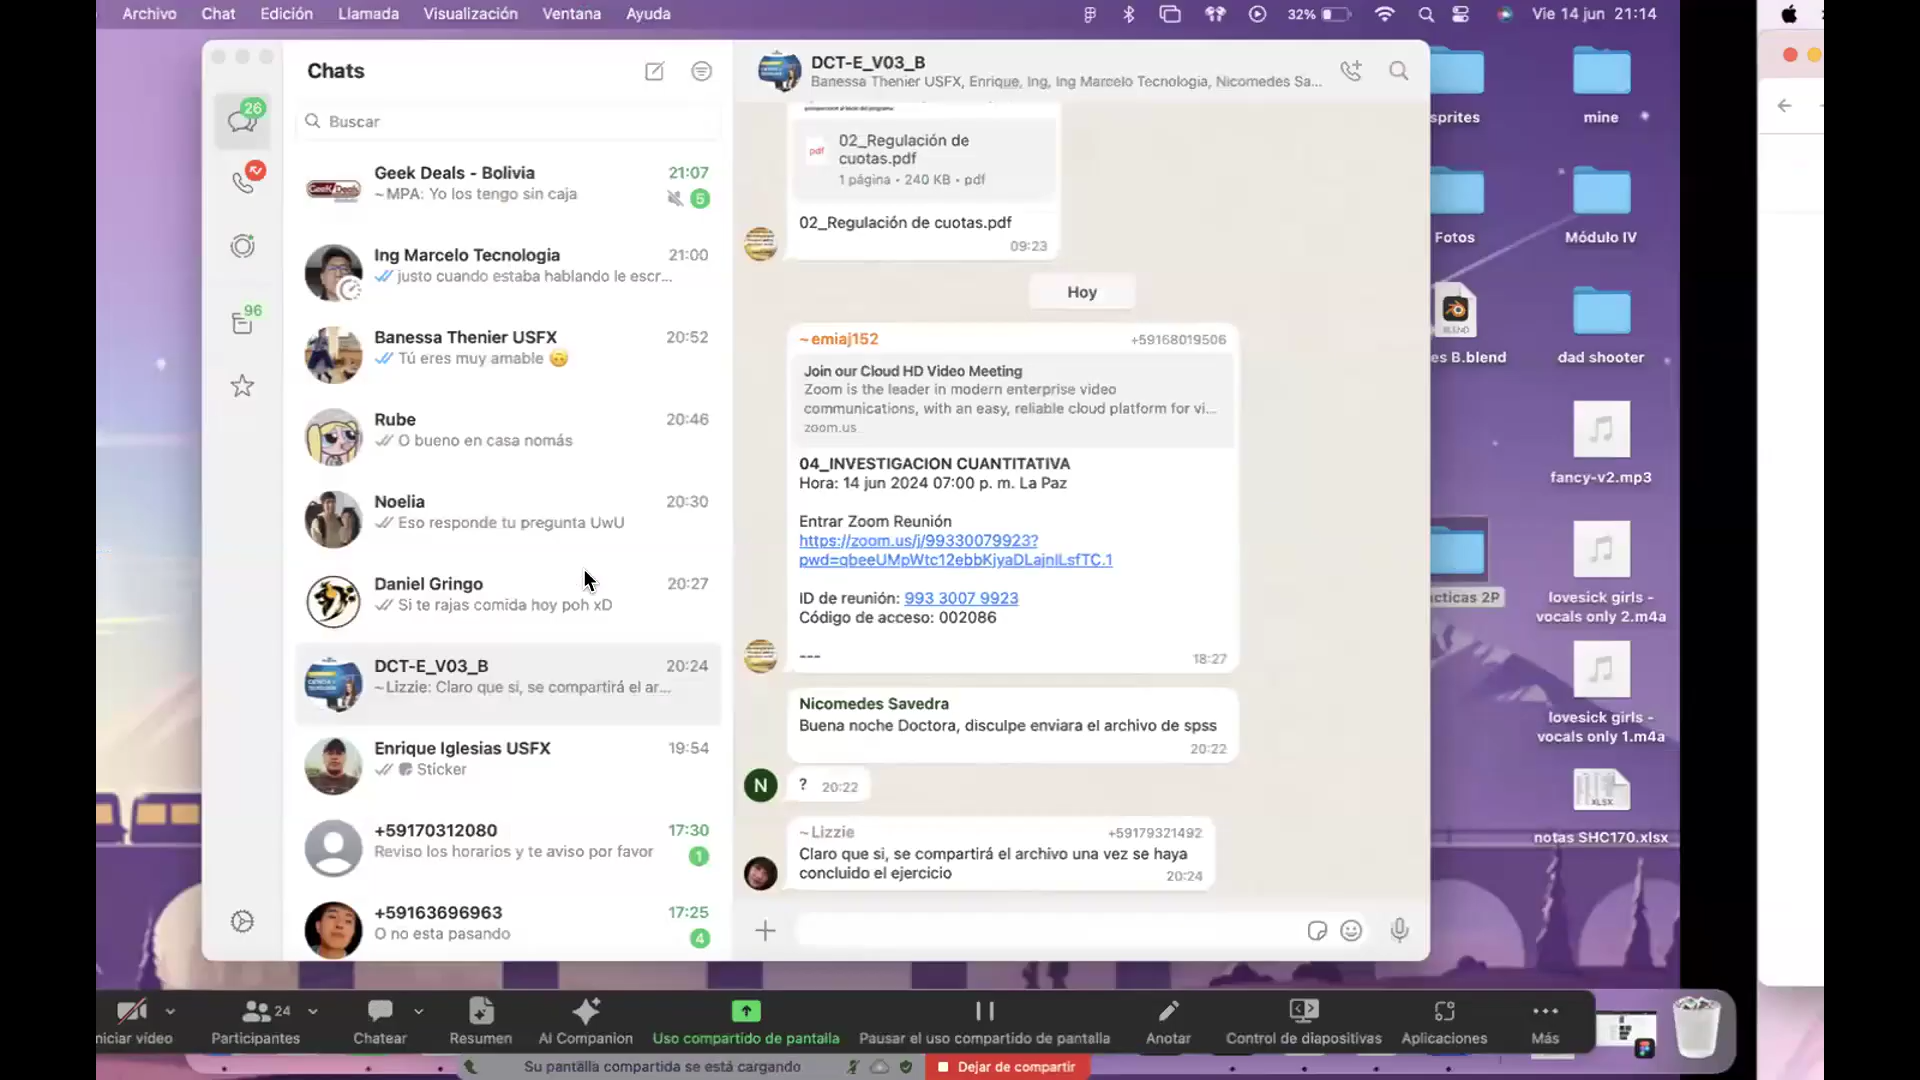 Archivo Chat Edición Llamada Visualización Ventana Ayuda
32% Vie 14 jun 21:14
Chats
26
Buscar
96
Geek Deals - Bolivia 21:07
~MPA: Yo los tengo sin caja 5
Ing Marcelo Tecnologia 21:00
justo cuando estaba hablando le escr...
Banessa Thenier USFX 20:52
Tú eres muy amable 😊
Rube 20:46
O bueno en casa nomás
Noelia 20:30
Eso responde tu pregunta UwU
Daniel Gringo 20:27
Si te rajas comida hoy poh xD
DCT-E_V03_B 20:24
~Lizzie: Claro que si, se compartirá el ar...
Enrique Iglesias USFX 19:54
Sticker
+59170312080 17:30
Reviso los horarios y te aviso por favor 1
+59163696963 17:25
O no esta pasando 4
DCT-E_V03_B
Banessa Thenier USFX, Enrique, Ing, Ing Marcelo Tecnologia, Nicomedes Sa...
pdf
02_Regulación de
cuotas.pdf
1 página • 240 KB • pdf
02_Regulación de cuotas.pdf
09:23
Hoy
~emiaj152 +59168019506
Join our Cloud HD Video Meeting
Zoom is the leader in modern enterprise video
communications, with an easy, reliable cloud platform for vi...
zoom.us
04_INVESTIGACION CUANTITATIVA
Hora: 14 jun 2024 07:00 p. m. La Paz
Entrar Zoom Reunión
https://zoom.us/j/99330079923?
pwd=qbeeUMpWtc12ebbKjyaDLajnlLsfTC.1
ID de reunión: 993 3007 9923
Código de acceso: 002086
---
18:27
Nicomedes Savedra
Buena noche Doctora, disculpe enviara el archivo de spss
20:22
N
? 20:22
~Lizzie +59179321492
Claro que si, se compartirá el archivo una vez se haya
concluido el ejercicio
20:24
sprites
mine
Fotos
Módulo IV
BLEND
es B.blend
dad shooter
fancy-v2.mp3
cticas 2P
lovesick girls -
vocals only 2.m4a
lovesick girls -
vocals only 1.m4a
XLSX
notas SHC170.xlsx
24
niciar vídeo Participantes Chatear Resumen AI Companion Uso compartido de pantalla Pausar el uso compartido de pantalla Anotar Control de diapositivas Aplicaciones Más
Su pantalla compartida se está cargando Dejar de compartir